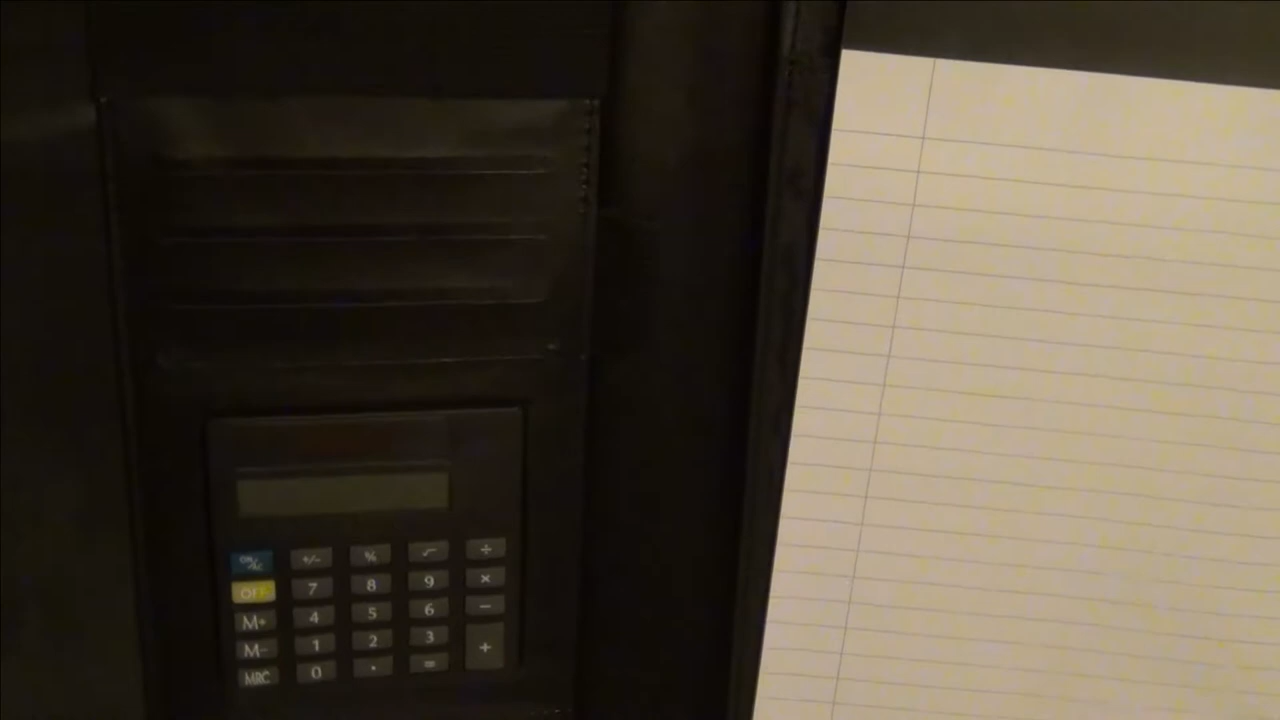 ON/C +/- % √ ÷
OFF 7 8 9 ×
M+ 4 5 6 −
M- 1 2 3 +
MRC 0 . =